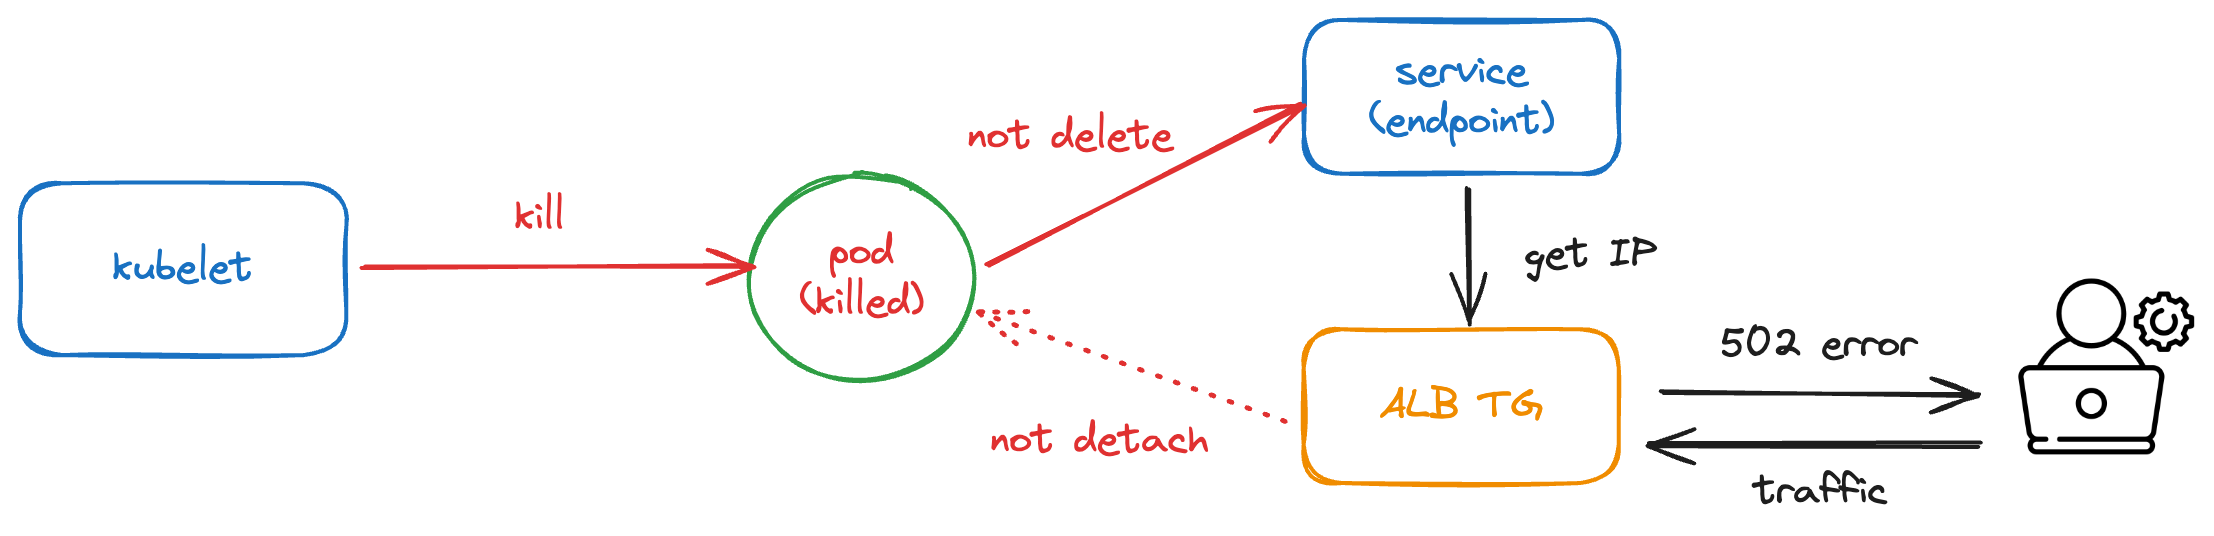 kubelet
kill
pod
(killed)
not delete
service
(endpoint)
get IP
not detach
ALB TG
502 error
traffic